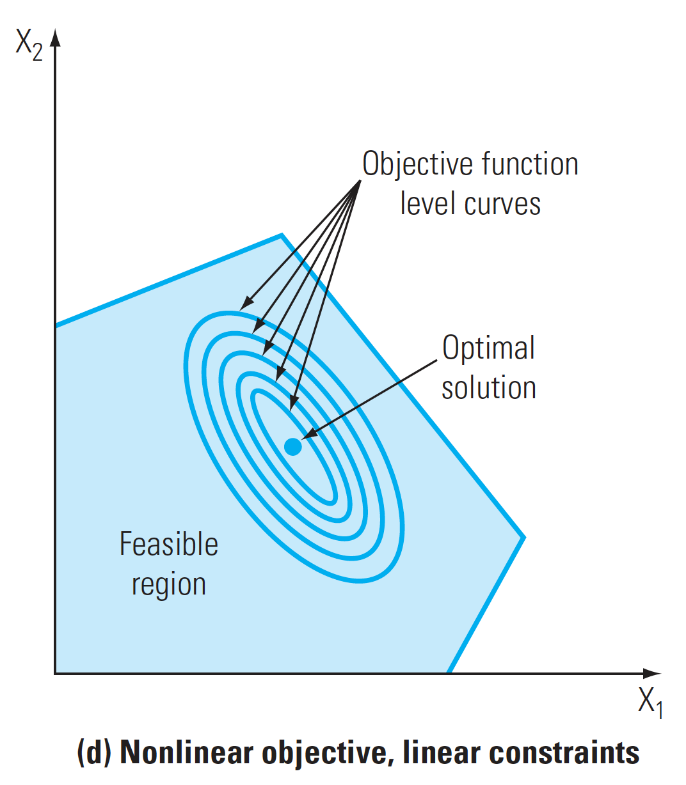 X₂
Objective function
level curves
Optimal
solution
Feasible
region
X₁
(d) Nonlinear objective, linear constraints